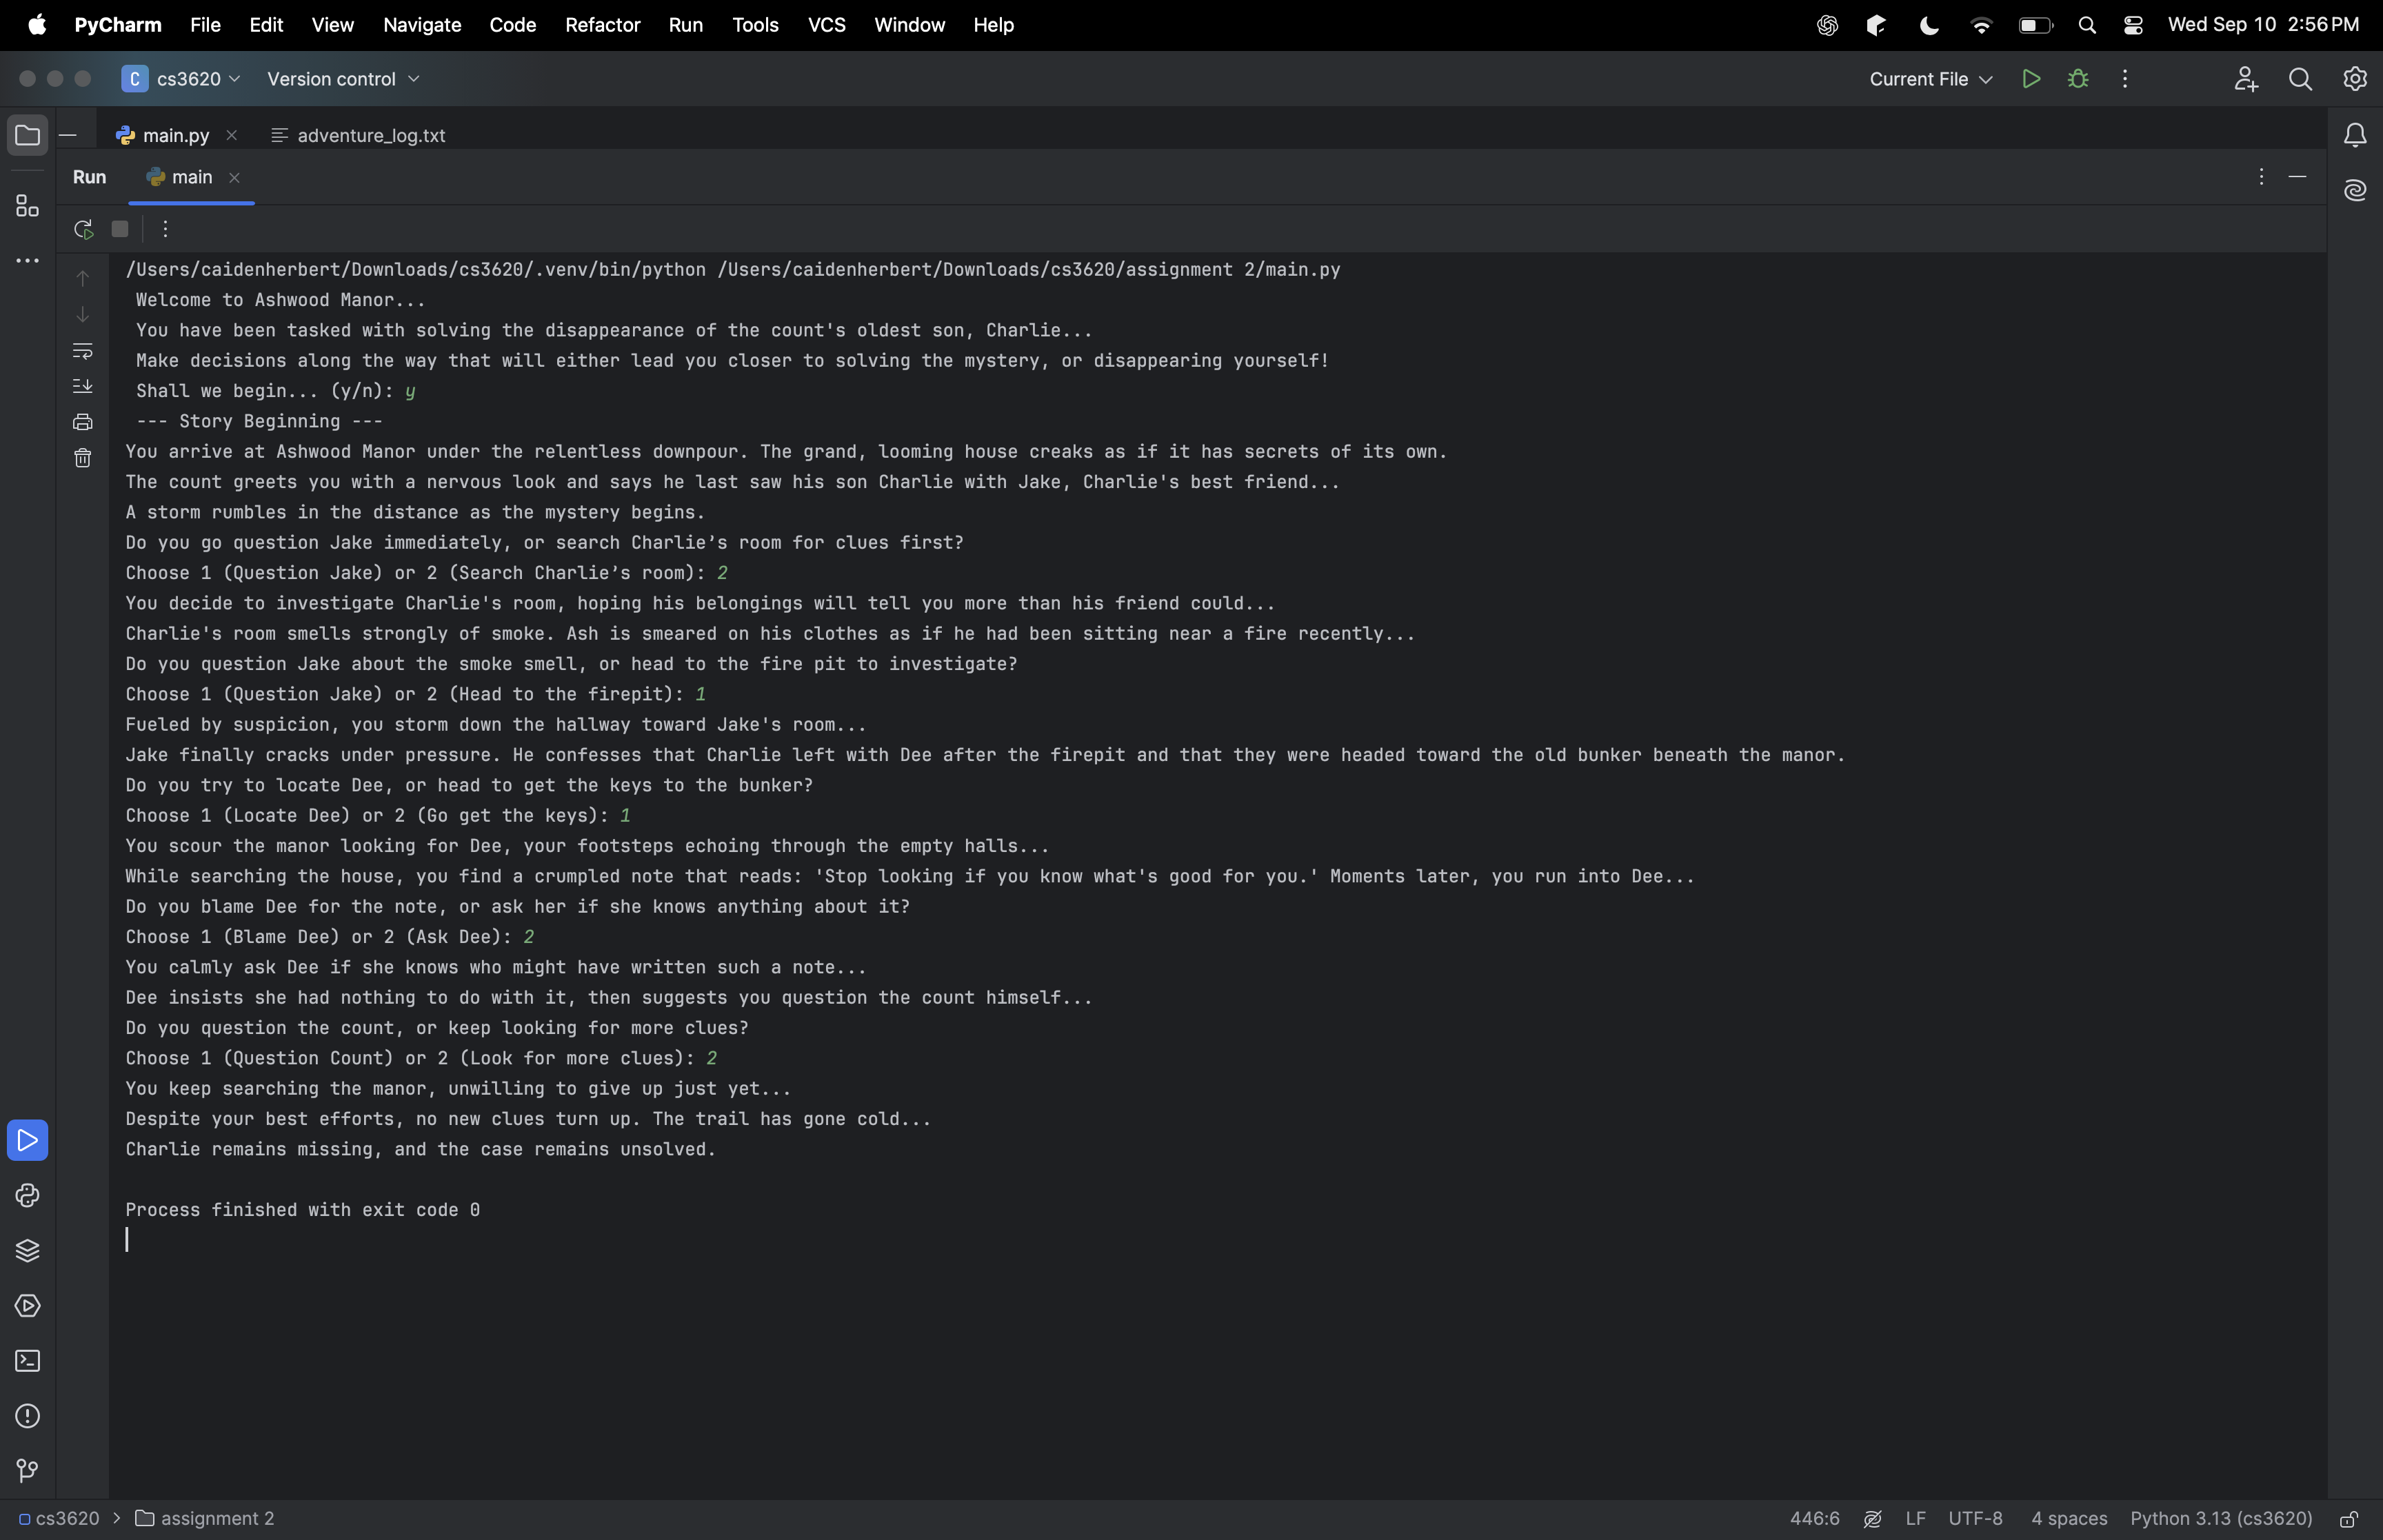 PyCharm File Edit View Navigate Code Refactor Run Tools VCS Window Help Wed Sep 10 2:56 PM
C cs3620 Version control Current File
main.py adventure_log.txt
Run main
/Users/caidenherbert/Downloads/cs3620/.venv/bin/python /Users/caidenherbert/Downloads/cs3620/assignment 2/main.py
Welcome to Ashwood Manor...
You have been tasked with solving the disappearance of the count's oldest son, Charlie...
Make decisions along the way that will either lead you closer to solving the mystery, or disappearing yourself!
Shall we begin... (y/n): y
--- Story Beginning ---
You arrive at Ashwood Manor under the relentless downpour. The grand, looming house creaks as if it has secrets of its own.
The count greets you with a nervous look and says he last saw his son Charlie with Jake, Charlie's best friend...
A storm rumbles in the distance as the mystery begins.
Do you go question Jake immediately, or search Charlie’s room for clues first?
Choose 1 (Question Jake) or 2 (Search Charlie’s room): 2
You decide to investigate Charlie's room, hoping his belongings will tell you more than his friend could...
Charlie's room smells strongly of smoke. Ash is smeared on his clothes as if he had been sitting near a fire recently...
Do you question Jake about the smoke smell, or head to the fire pit to investigate?
Choose 1 (Question Jake) or 2 (Head to the firepit): 1
Fueled by suspicion, you storm down the hallway toward Jake's room...
Jake finally cracks under pressure. He confesses that Charlie left with Dee after the firepit and that they were headed toward the old bunker beneath the manor.
Do you try to locate Dee, or head to get the keys to the bunker?
Choose 1 (Locate Dee) or 2 (Go get the keys): 1
You scour the manor looking for Dee, your footsteps echoing through the empty halls...
While searching the house, you find a crumpled note that reads: 'Stop looking if you know what's good for you.' Moments later, you run into Dee...
Do you blame Dee for the note, or ask her if she knows anything about it?
Choose 1 (Blame Dee) or 2 (Ask Dee): 2
You calmly ask Dee if she knows who might have written such a note...
Dee insists she had nothing to do with it, then suggests you question the count himself...
Do you question the count, or keep looking for more clues?
Choose 1 (Question Count) or 2 (Look for more clues): 2
You keep searching the manor, unwilling to give up just yet...
Despite your best efforts, no new clues turn up. The trail has gone cold...
Charlie remains missing, and the case remains unsolved.
Process finished with exit code 0
cs3620 > assignment 2 446:6 LF UTF-8 4 spaces Python 3.13 (cs3620)